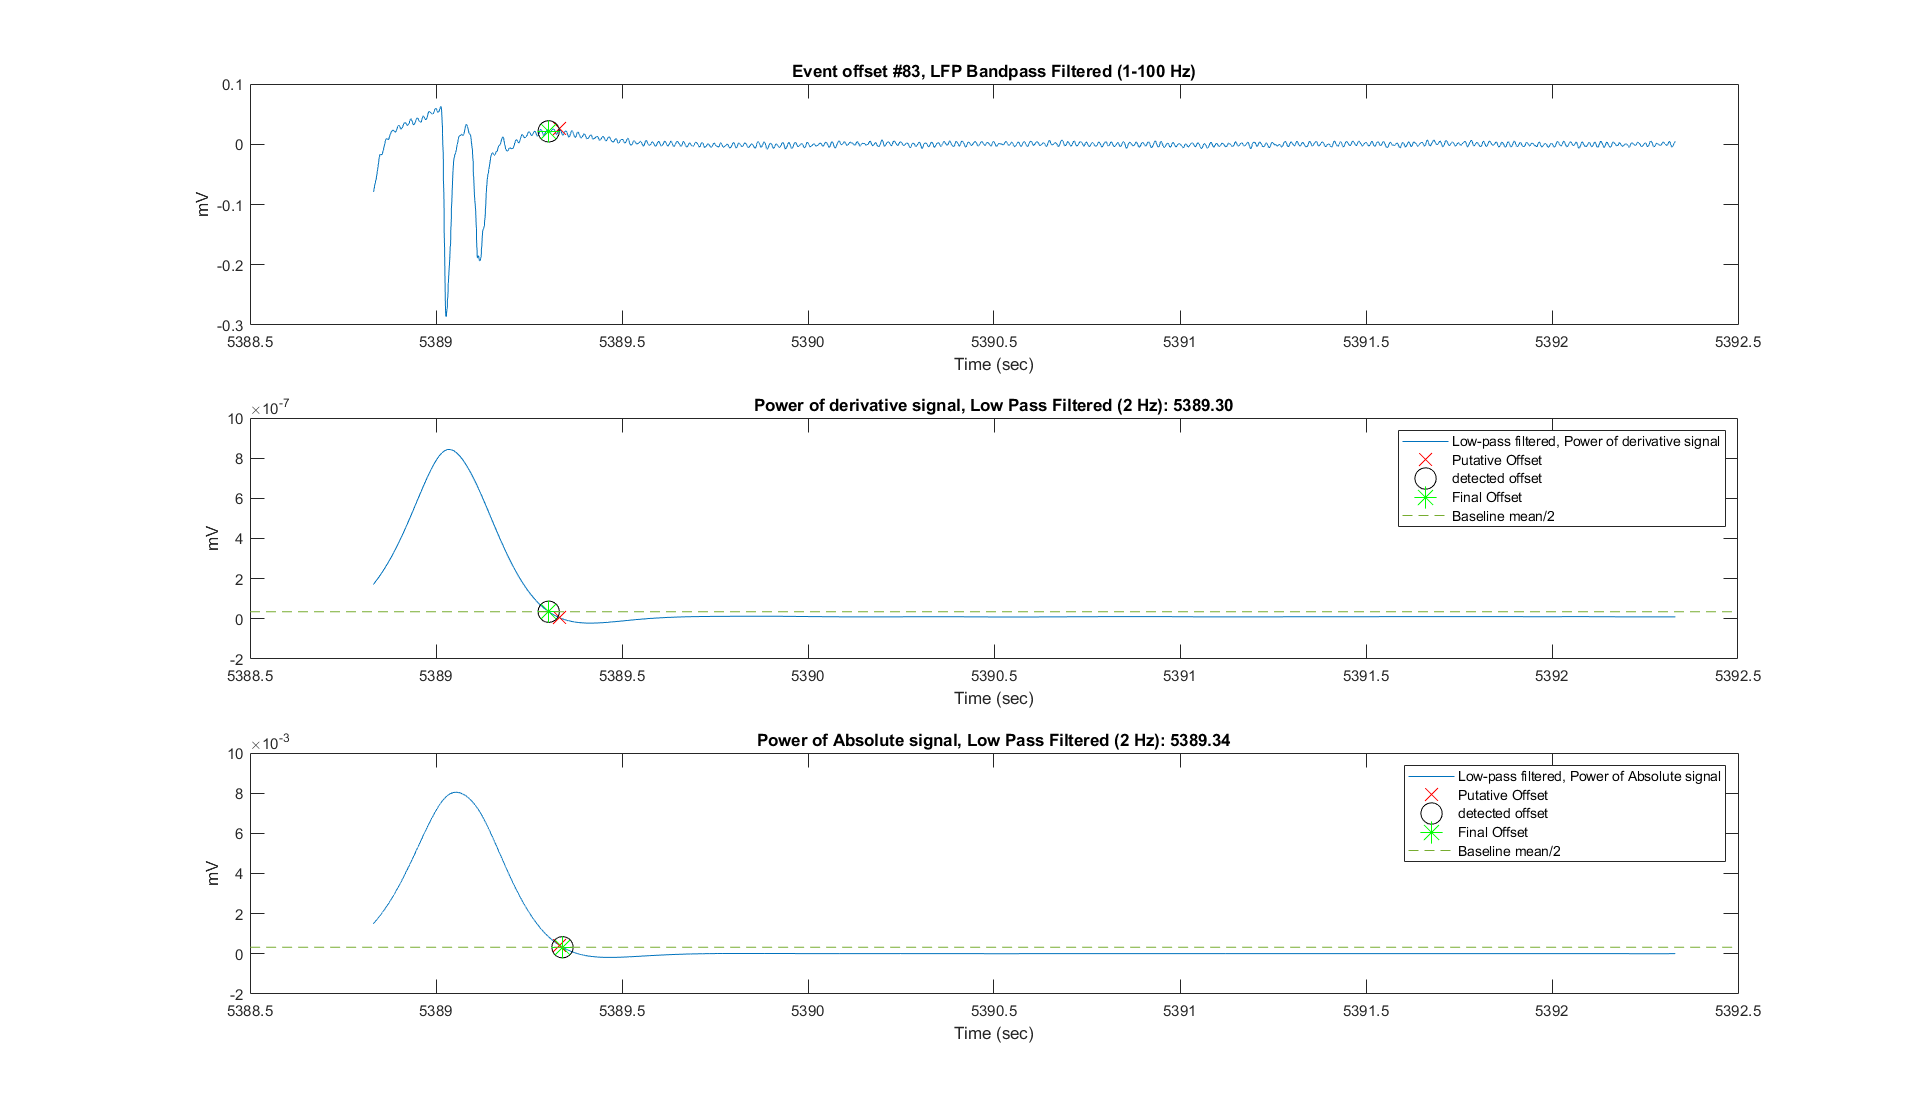 Event offset #83, LFP Bandpass Filtered (1-100 Hz)
0.1
0
-0.1
-0.2
-0.3
mV
5388.5 5389 5389.5 5390 5390.5 5391 5391.5 5392 5392.5
Time (sec)
Power of derivative signal, Low Pass Filtered (2 Hz): 5389.30
×10-7
10
8
6
4
2
0
-2
mV
Low-pass filtered, Power of derivative signal
Putative Offset
detected offset
Final Offset
Baseline mean/2
5388.5 5389 5389.5 5390 5390.5 5391 5391.5 5392 5392.5
Time (sec)
Power of Absolute signal, Low Pass Filtered (2 Hz): 5389.34
×10-3
10
8
6
4
2
0
-2
mV
Low-pass filtered, Power of Absolute signal
Putative Offset
detected offset
Final Offset
Baseline mean/2
5388.5 5389 5389.5 5390 5390.5 5391 5391.5 5392 5392.5
Time (sec)